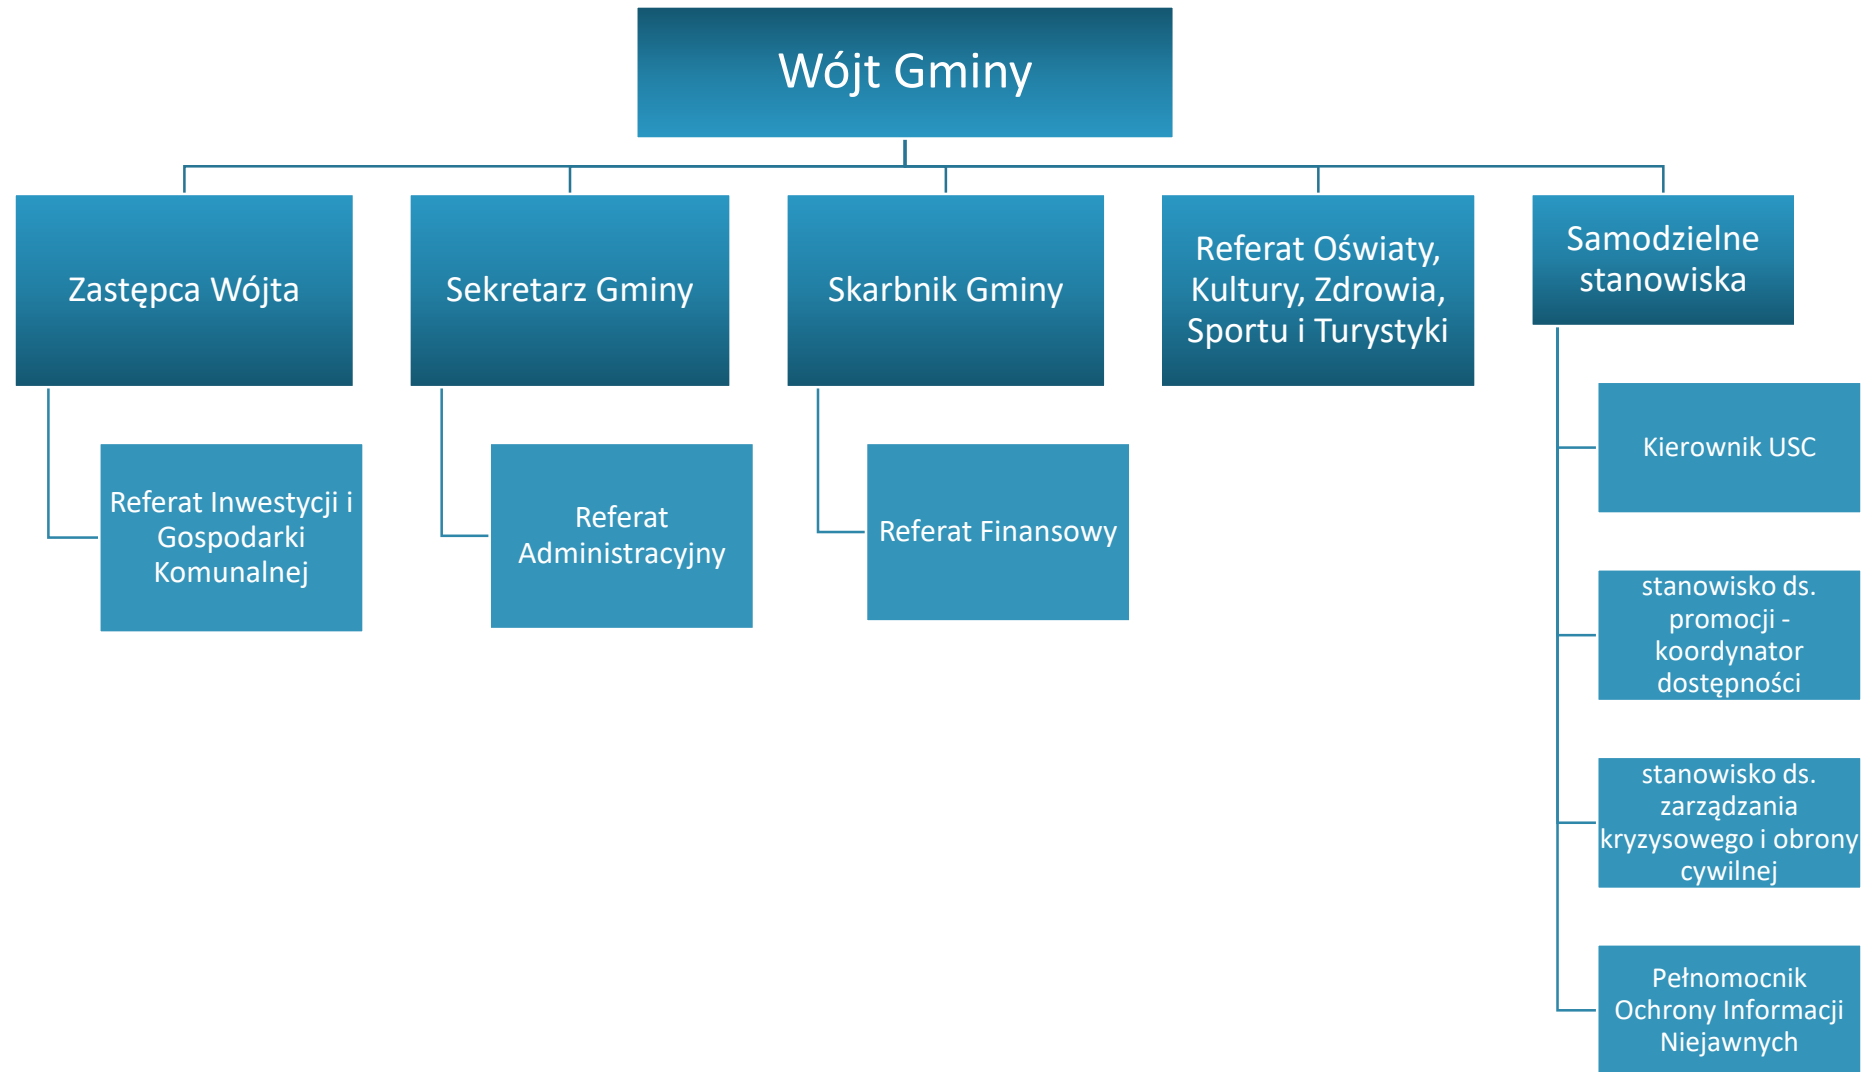 Wójt Gminy
Zastępca Wójta
Sekretarz Gminy
Skarbnik Gminy
Referat Oświaty,
Kultury, Zdrowia,
Sportu i Turystyki
Samodzielne
stanowiska
Referat Inwestycji i
Gospodarki
Komunalnej
Referat
Administracyjny
Referat Finansowy
Kierownik USC
stanowisko ds.
promocji -
koordynator
dostępności
stanowisko ds.
zarządzania
kryzysowego i obrony
cywilnej
Pełnomocnik
Ochrony Informacji
Niejawnych